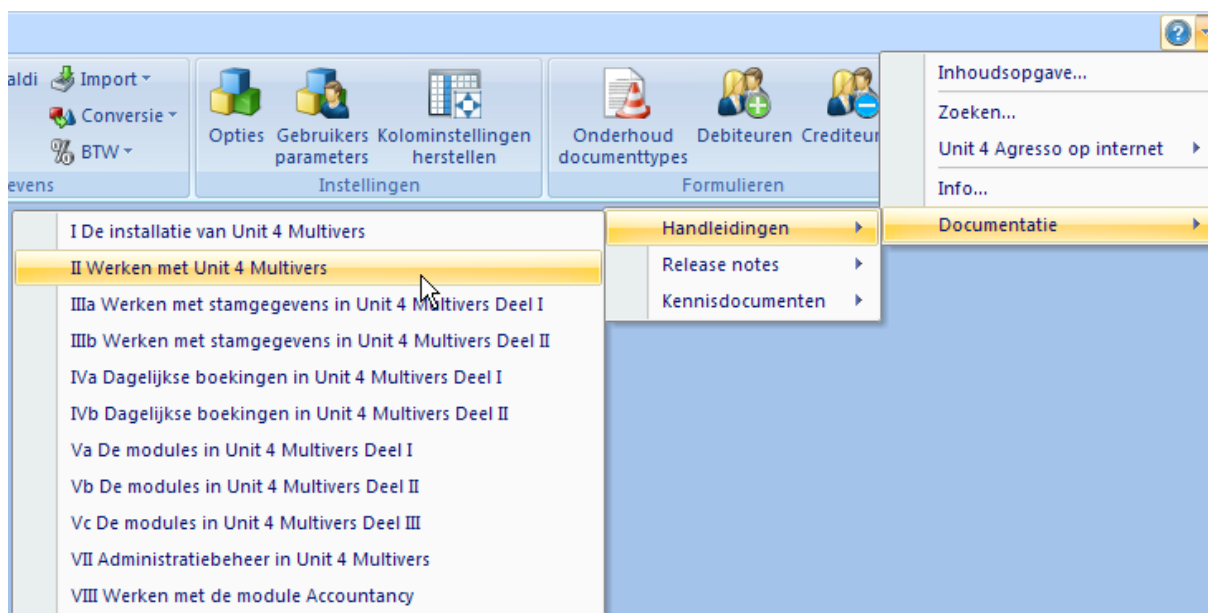 aldi Import
Conversie
BTW
evens
Opties
Gebruikers
parameters
Kolominstellingen
herstellen
Instellingen
Onderhoud
documenttypes
Debiteuren
Crediteur
Formulieren
Inhoudsopgave...
Zoeken...
Unit 4 Agresso op internet
Info...
Documentatie
Handleidingen
Release notes
Kennisdocumenten
I De installatie van Unit 4 Multivers
II Werken met Unit 4 Multivers
IIIa Werken met stamgegevens in Unit 4 Multivers Deel I
IIIb Werken met stamgegevens in Unit 4 Multivers Deel II
IVa Dagelijkse boekingen in Unit 4 Multivers Deel I
IVb Dagelijkse boekingen in Unit 4 Multivers Deel II
Va De modules in Unit 4 Multivers Deel I
Vb De modules in Unit 4 Multivers Deel II
Vc De modules in Unit 4 Multivers Deel III
VII Administratiebeheer in Unit 4 Multivers
VIII Werken met de module Accountancy